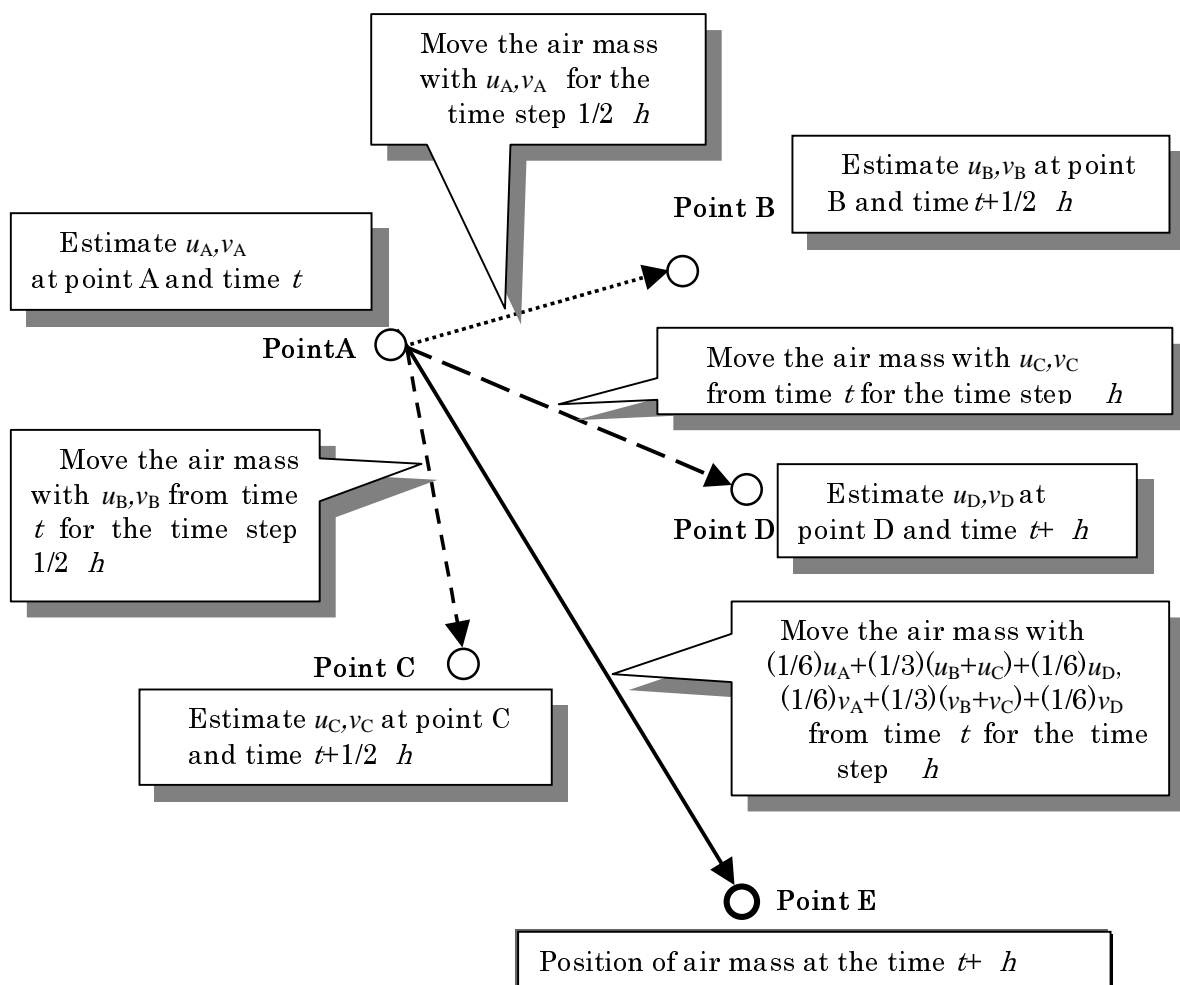 Move the air mass
with uA,vA for the
time step 1/2 h
Estimate uB,vB at point
B and time t+1/2 h
Point B
Estimate uA,vA
at point A and time t
PointA
Move the air mass with uC,vC
from time t for the time step h
Move the air mass
with uB,vB from time
t for the time step
1/2 h
Estimate uD,vD at
point D and time t+ h
Point D
Point C
Estimate uC,vC at point C
and time t+1/2 h
Move the air mass with
(1/6)uA+(1/3)(uB+uC)+(1/6)uD,
(1/6)vA+(1/3)(vB+vC)+(1/6)vD
from time t for the time
step h
Point E
Position of air mass at the time t+ h